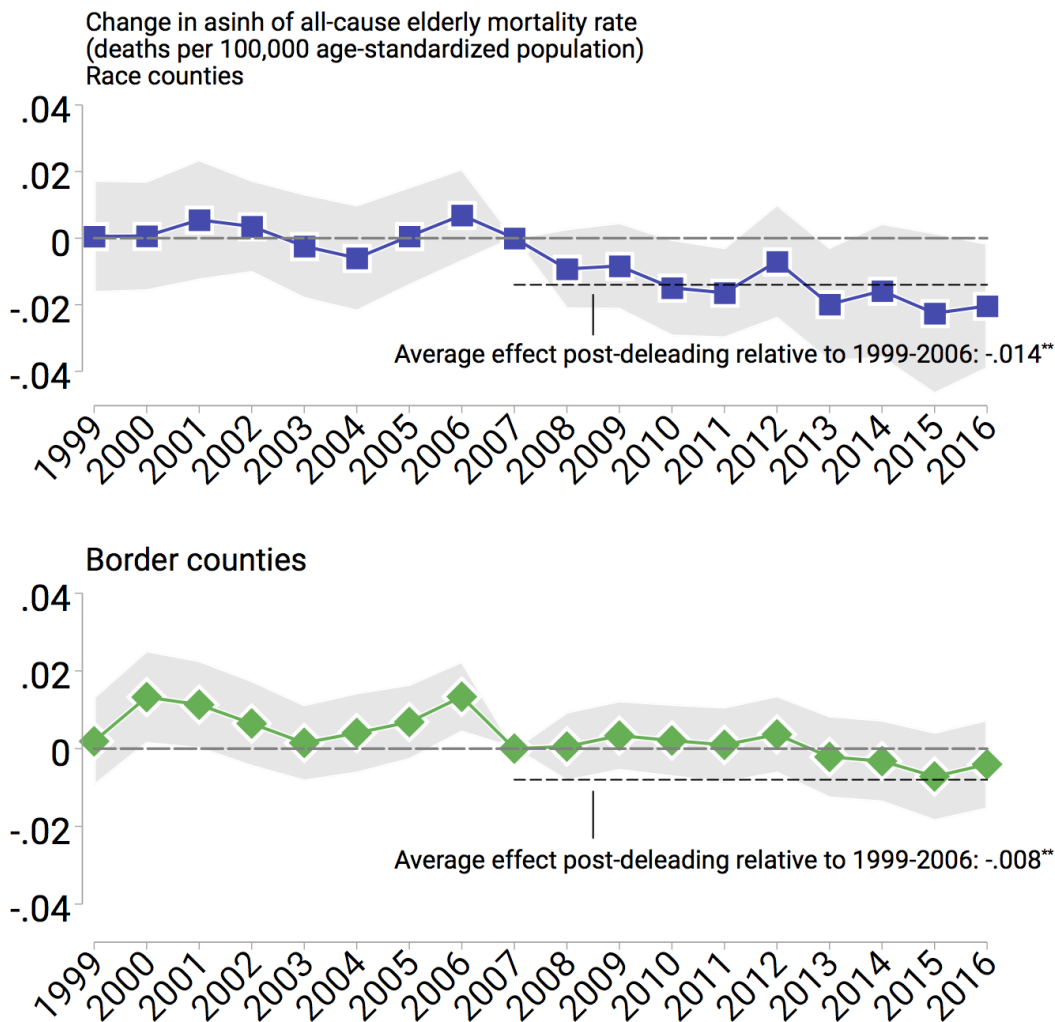 Change in asinh of all-cause elderly mortality rate
(deaths per 100,000 age-standardized population)
Race counties
.04
.02
0
-.02
-.04
Average effect post-deleading relative to 1999-2006: -.014**
1999 2000 2001 2002 2003 2004 2005 2006 2007 2008 2009 2010 2011 2012 2013 2014 2015 2016
Border counties
.04
.02
0
-.02
-.04
Average effect post-deleading relative to 1999-2006: -.008**
1999 2000 2001 2002 2003 2004 2005 2006 2007 2008 2009 2010 2011 2012 2013 2014 2015 2016